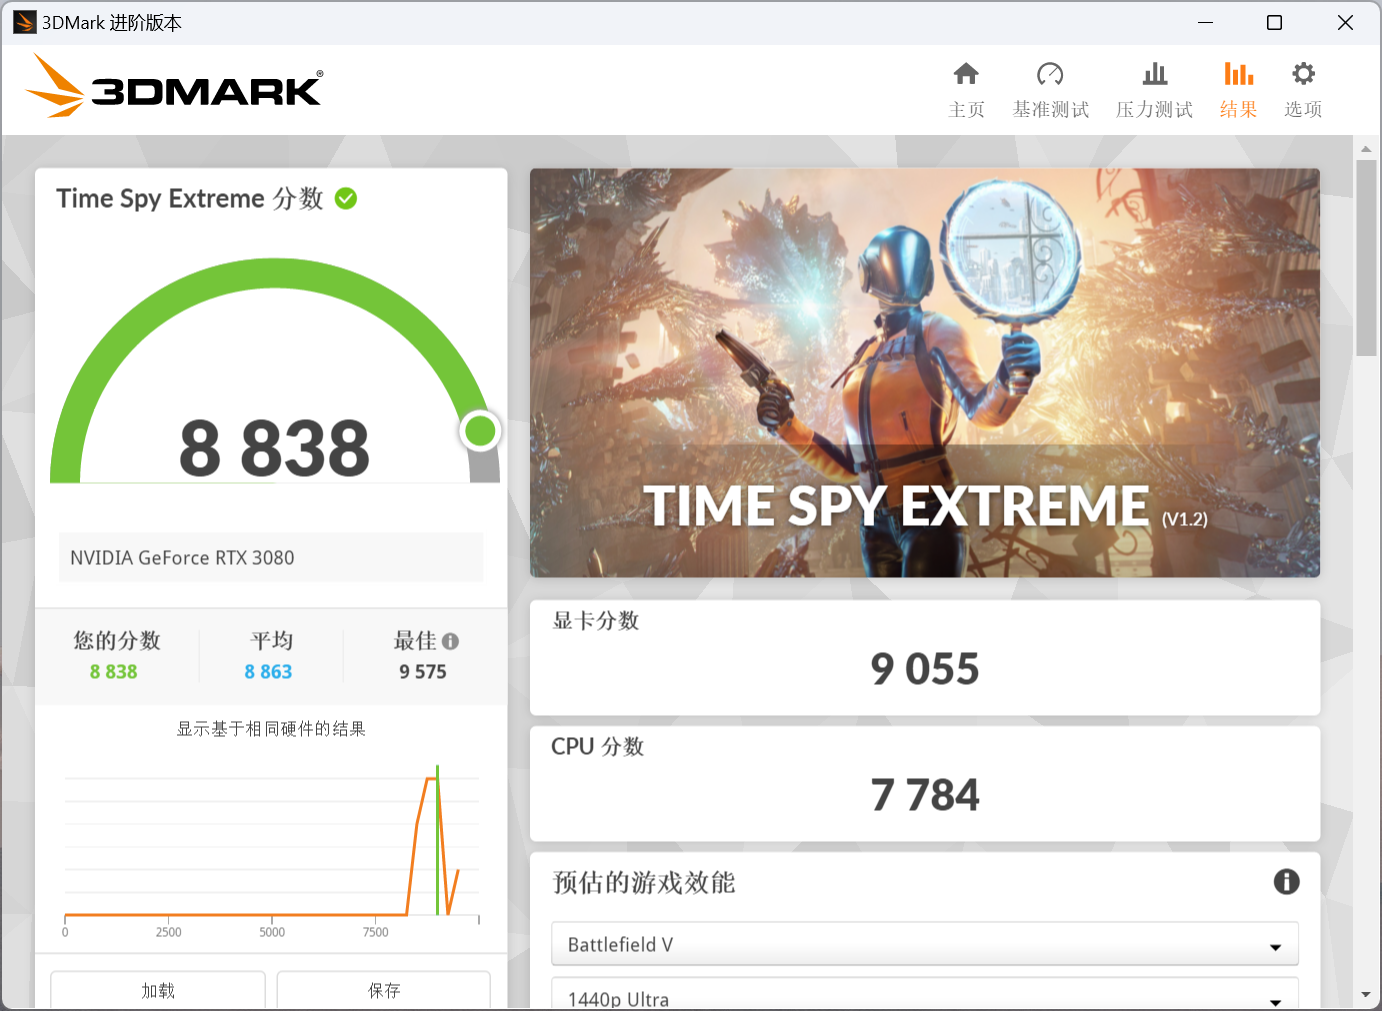 3DMark 进阶版本
3DMARK®
主页
基准测试
压力测试
结果
选项
Time Spy Extreme 分数
8 838
NVIDIA GeForce RTX 3080
您的分数
8 838
平均
8 863
最佳
9 575
显示基于相同硬件的结果
0
2500
5000
7500
加载
保存
TIME SPY EXTREME (V1.2)
显卡分数
9 055
CPU 分数
7 784
预估的游戏效能
Battlefield V
1440p Ultra